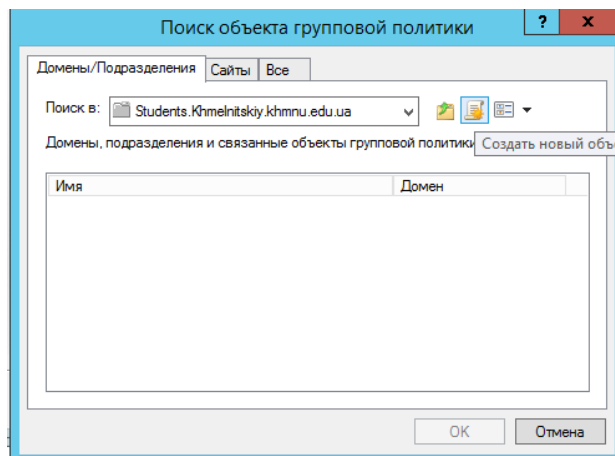 Поиск объекта групповой политики
? x
Домены/Подразделения Сайты Все
Поиск в: Students.Khmelnitskiy.khmnu.edu.ua
Домены, подразделения и связанные объекты групповой политики
Создать новый объ
Имя Домен
OK Отмена